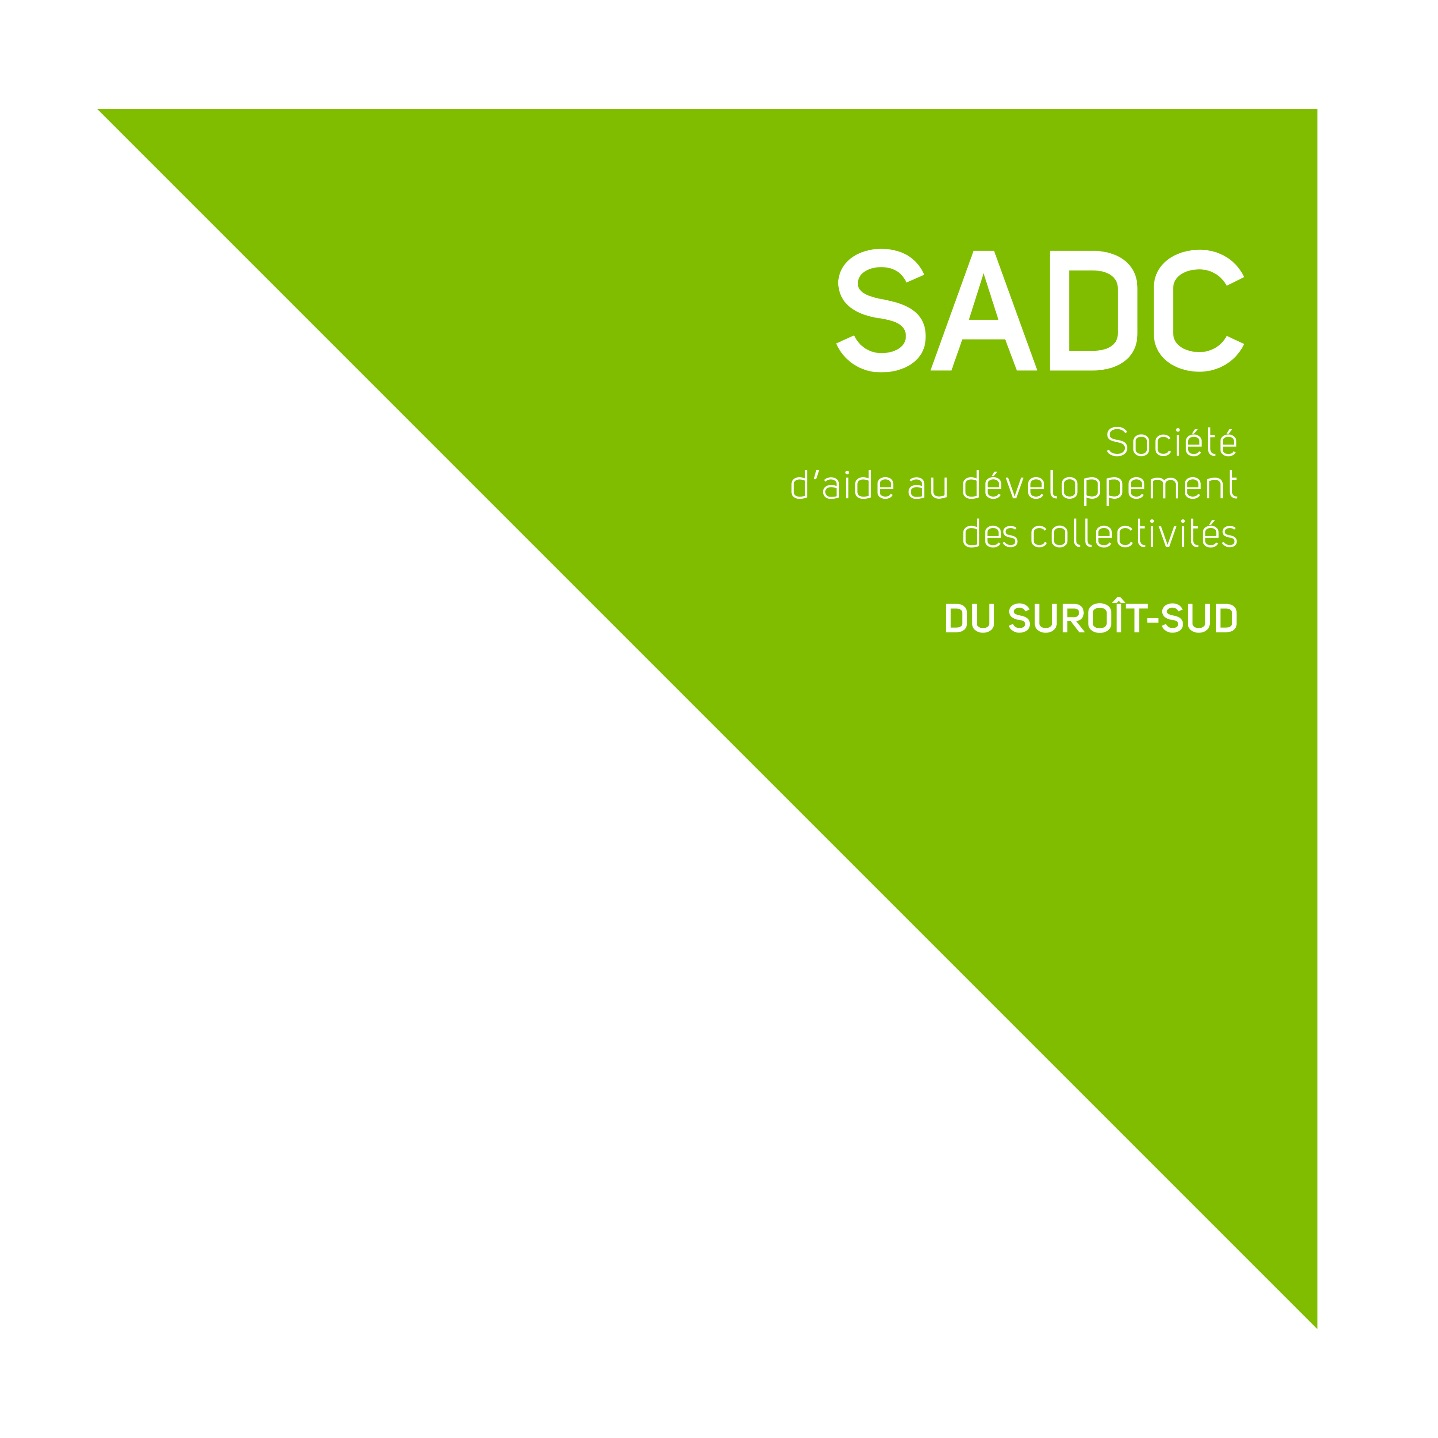 SADC
Société
d’aide au développement
des collectivités
DU SUROÎT-SUD